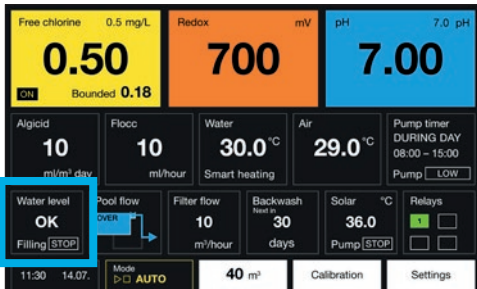 Free chlorine 0.5 mg/L
0.50
ON Bounded 0.18
Redox mV
700
pH 7.0 pH
7.00
Algicid
10
ml/m³ day
Flocc
10
ml/hour
Water
30.0°C
Smart heating
Air
29.0°C
Pump timer
DURING DAY
08:00 – 15:00
Pump LOW
Water level
OK
Filling STOP
Pool flow
OVER
Filter flow
10
m³/hour
Backwash
Next in
30
days
Solar °C
36.0
Pump STOP
Relays
1
11:30 14.07.
Mode
AUTO
40 m³
Calibration
Settings